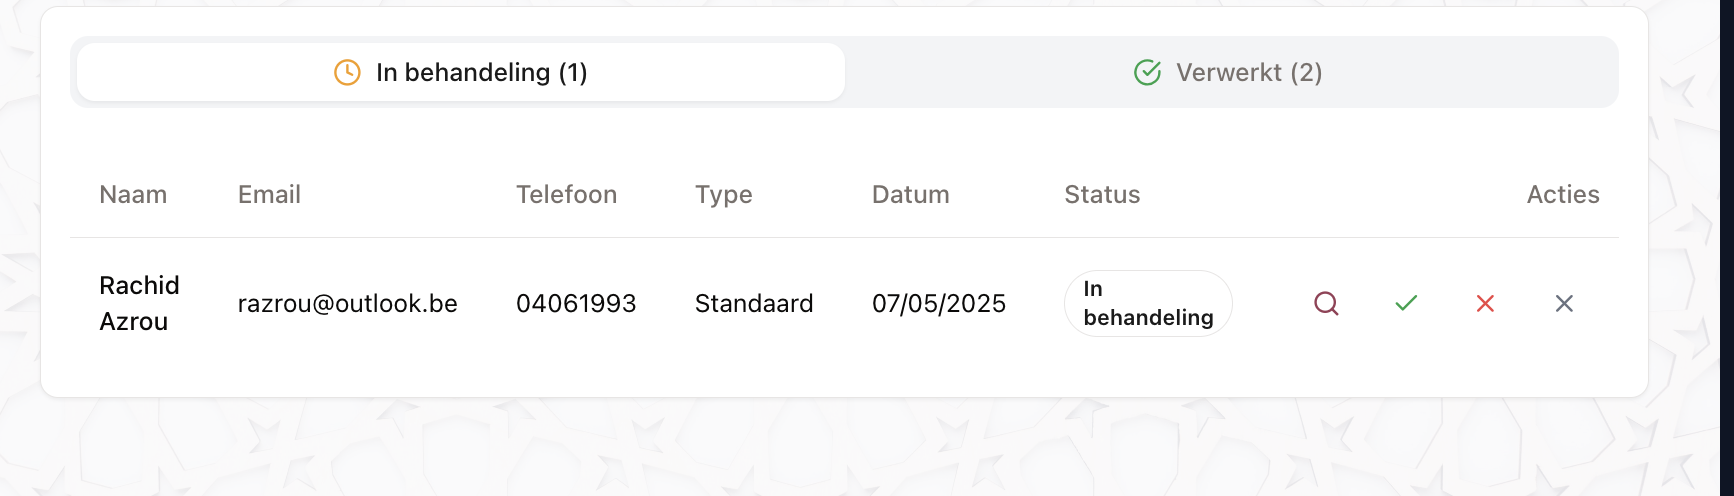 In behandeling (1)
Verwerkt (2)
Naam Email Telefoon Type Datum Status Acties
Rachid
Azrou
razrou@outlook.be 04061993 Standaard 07/05/2025
In
behandeling